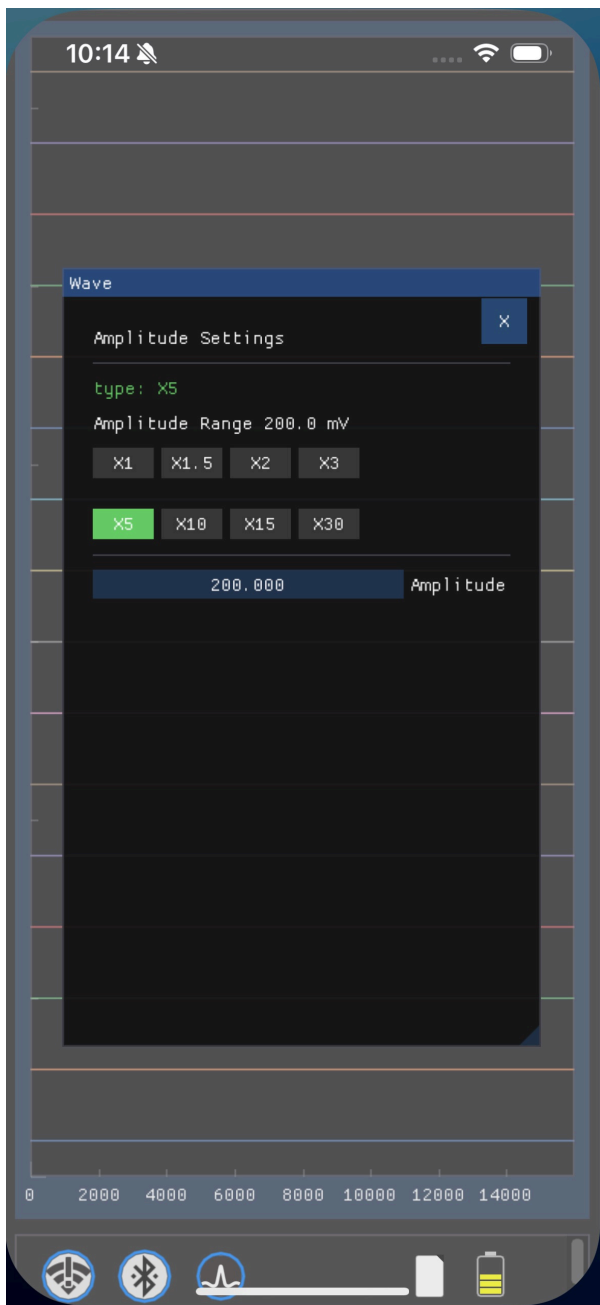 10:14
Wave
X
Amplitude Settings
type: X5
Amplitude Range 200.0 mV
X1 X1.5 X2 X3
X5 X10 X15 X30
200.000 Amplitude
0 2000 4000 6000 8000 10000 12000 14000